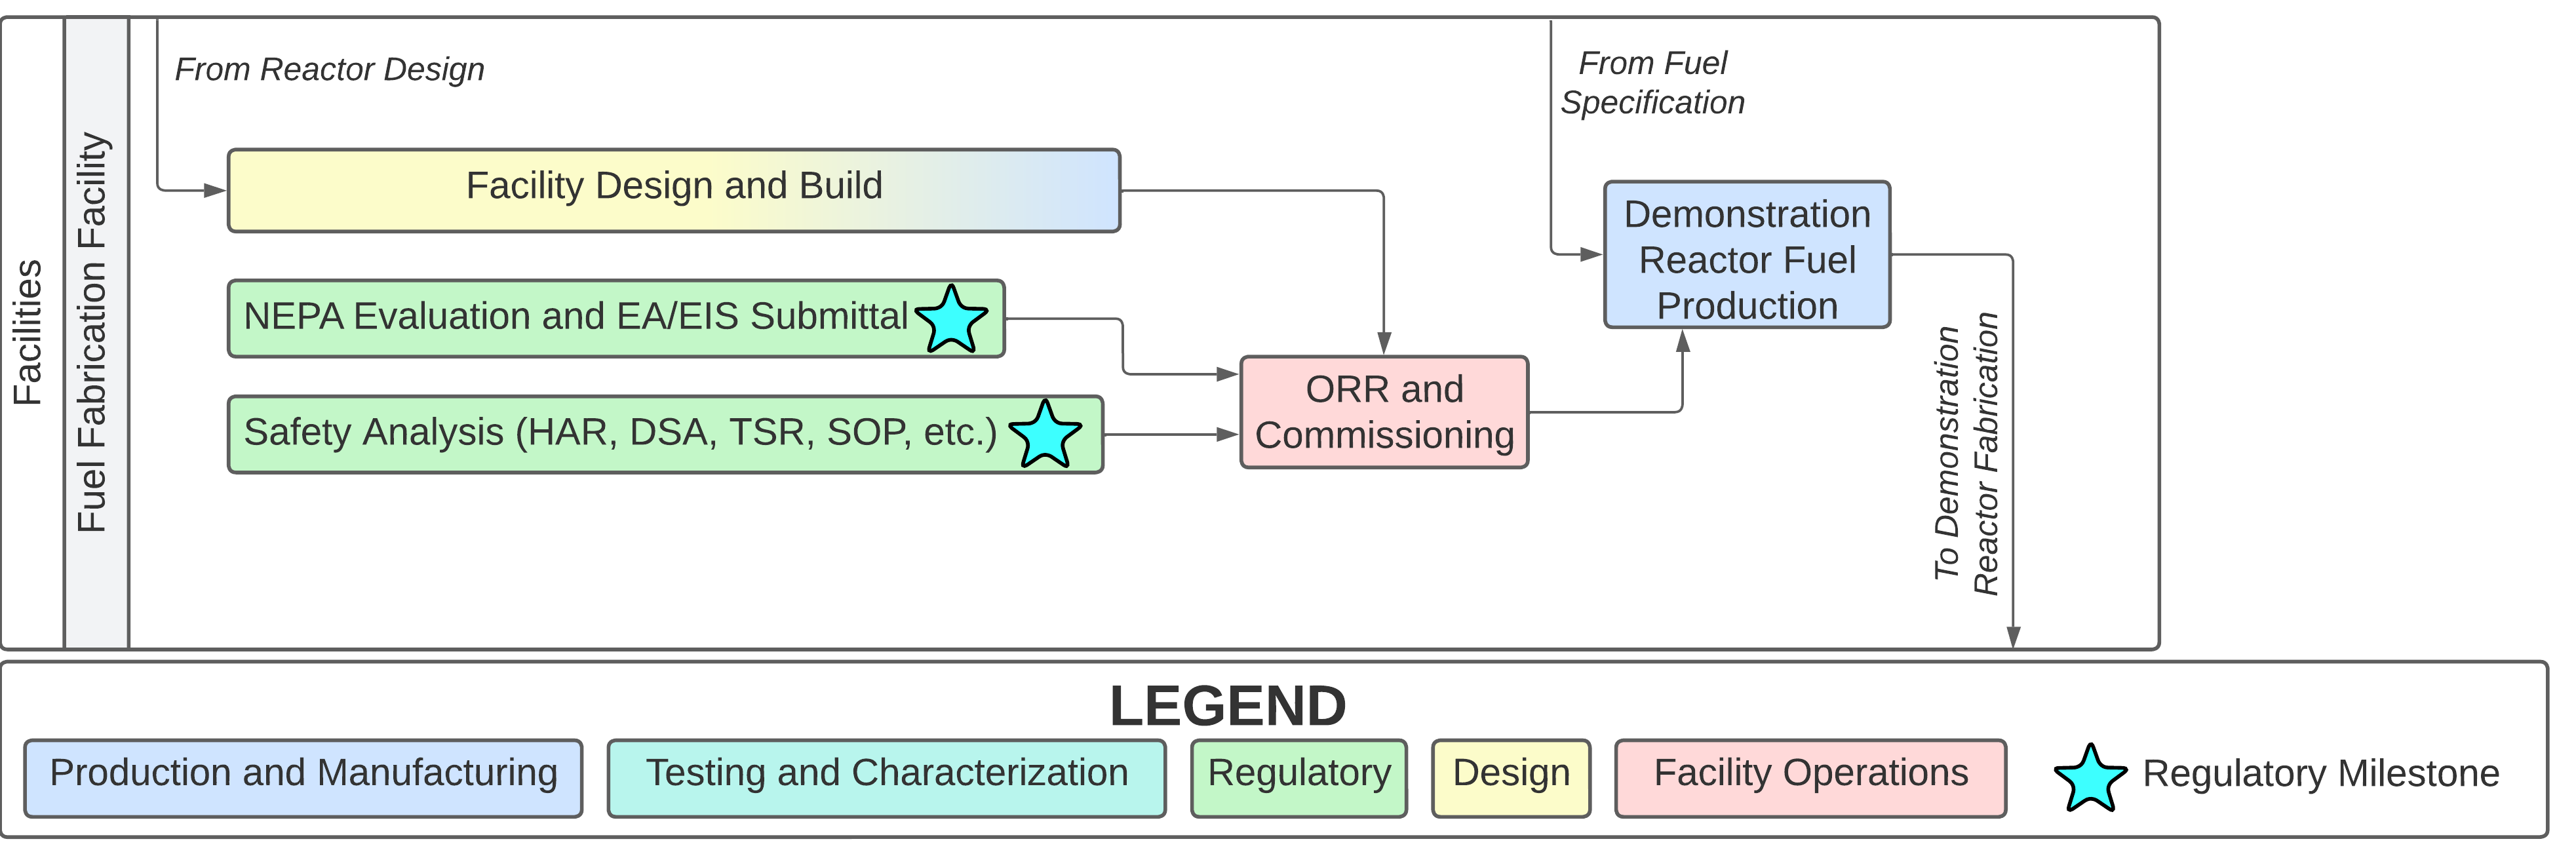 Facilities
Fuel Fabrication Facility
From Reactor Design
From Fuel
Specification
Facility Design and Build
Demonstration
Reactor Fuel
Production
NEPA Evaluation and EA/EIS Submittal
ORR and
Commissioning
Safety Analysis (HAR, DSA, TSR, SOP, etc.)
To Demonstration
Reactor Fabrication
LEGEND
Production and Manufacturing
Testing and Characterization
Regulatory
Design
Facility Operations
Regulatory Milestone